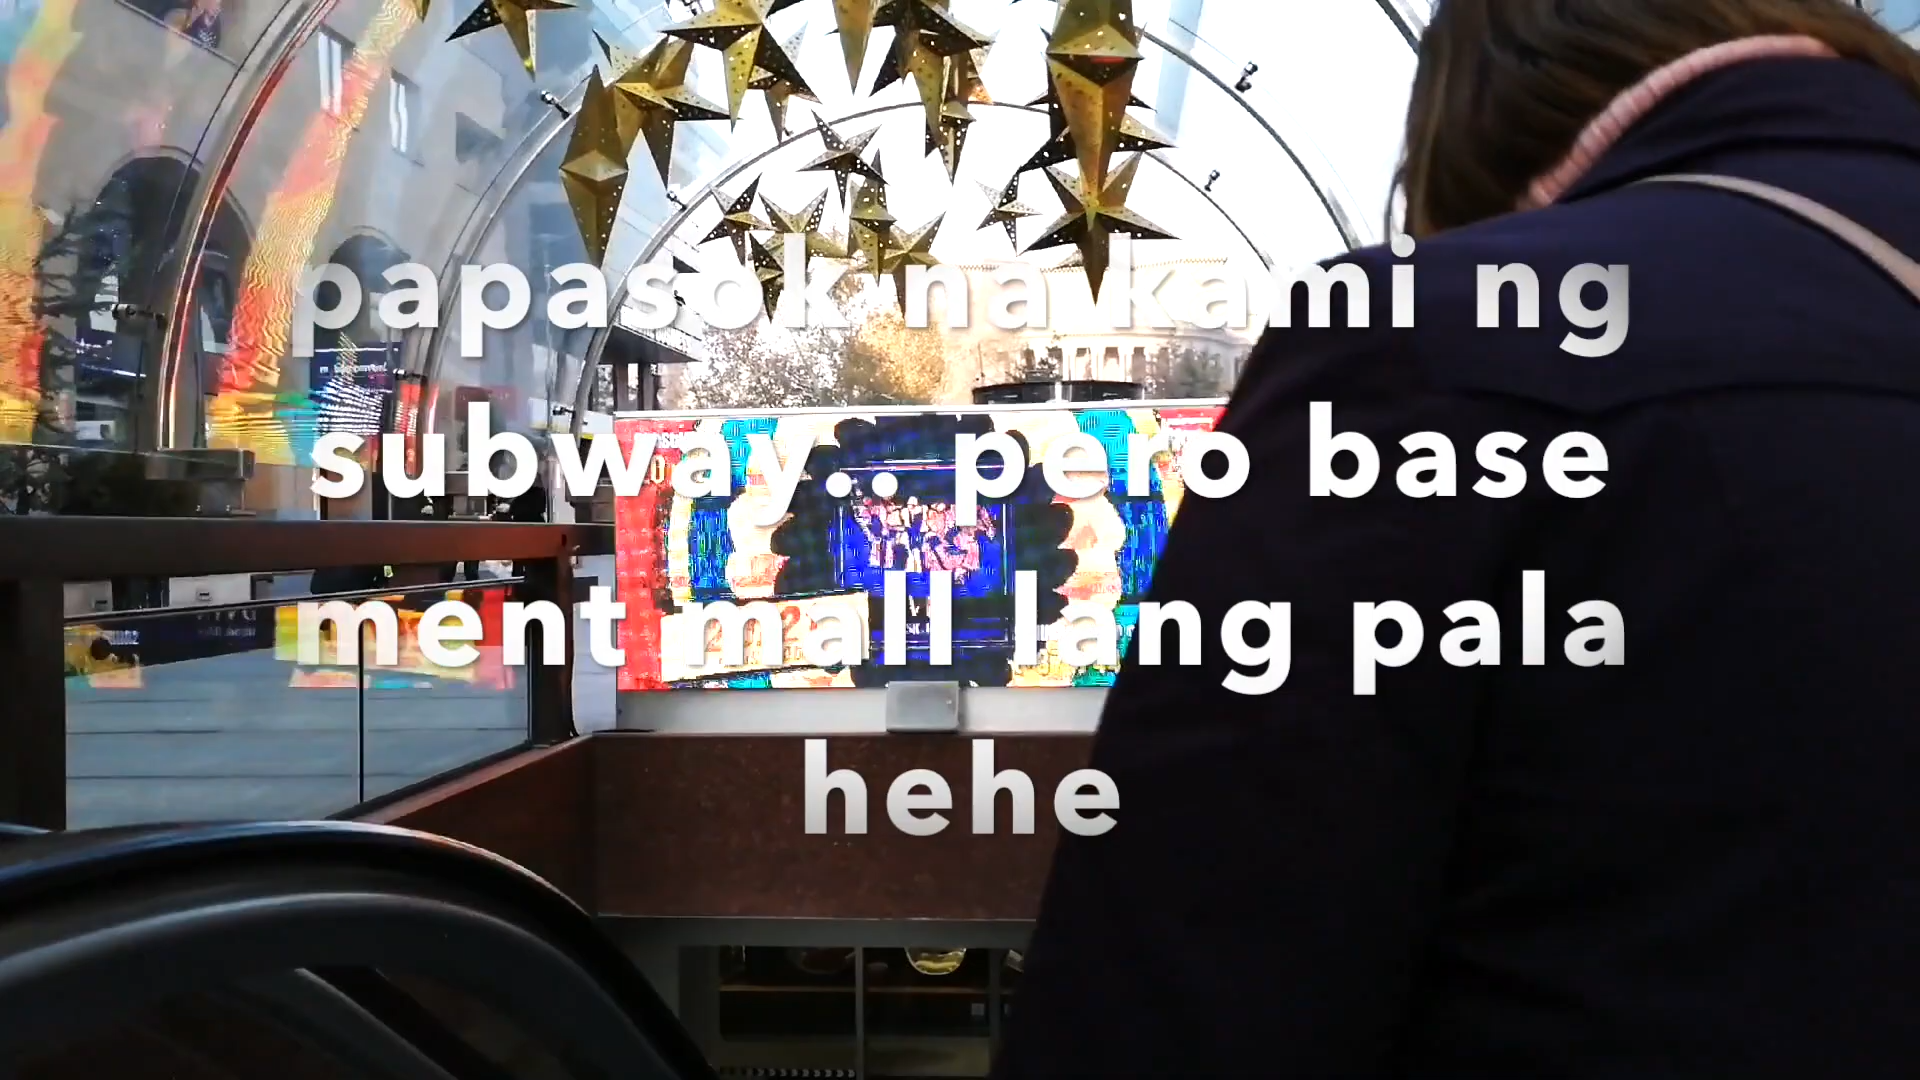 papasok na kami ng
subway.. pero base
ment mall lang pala
hehe